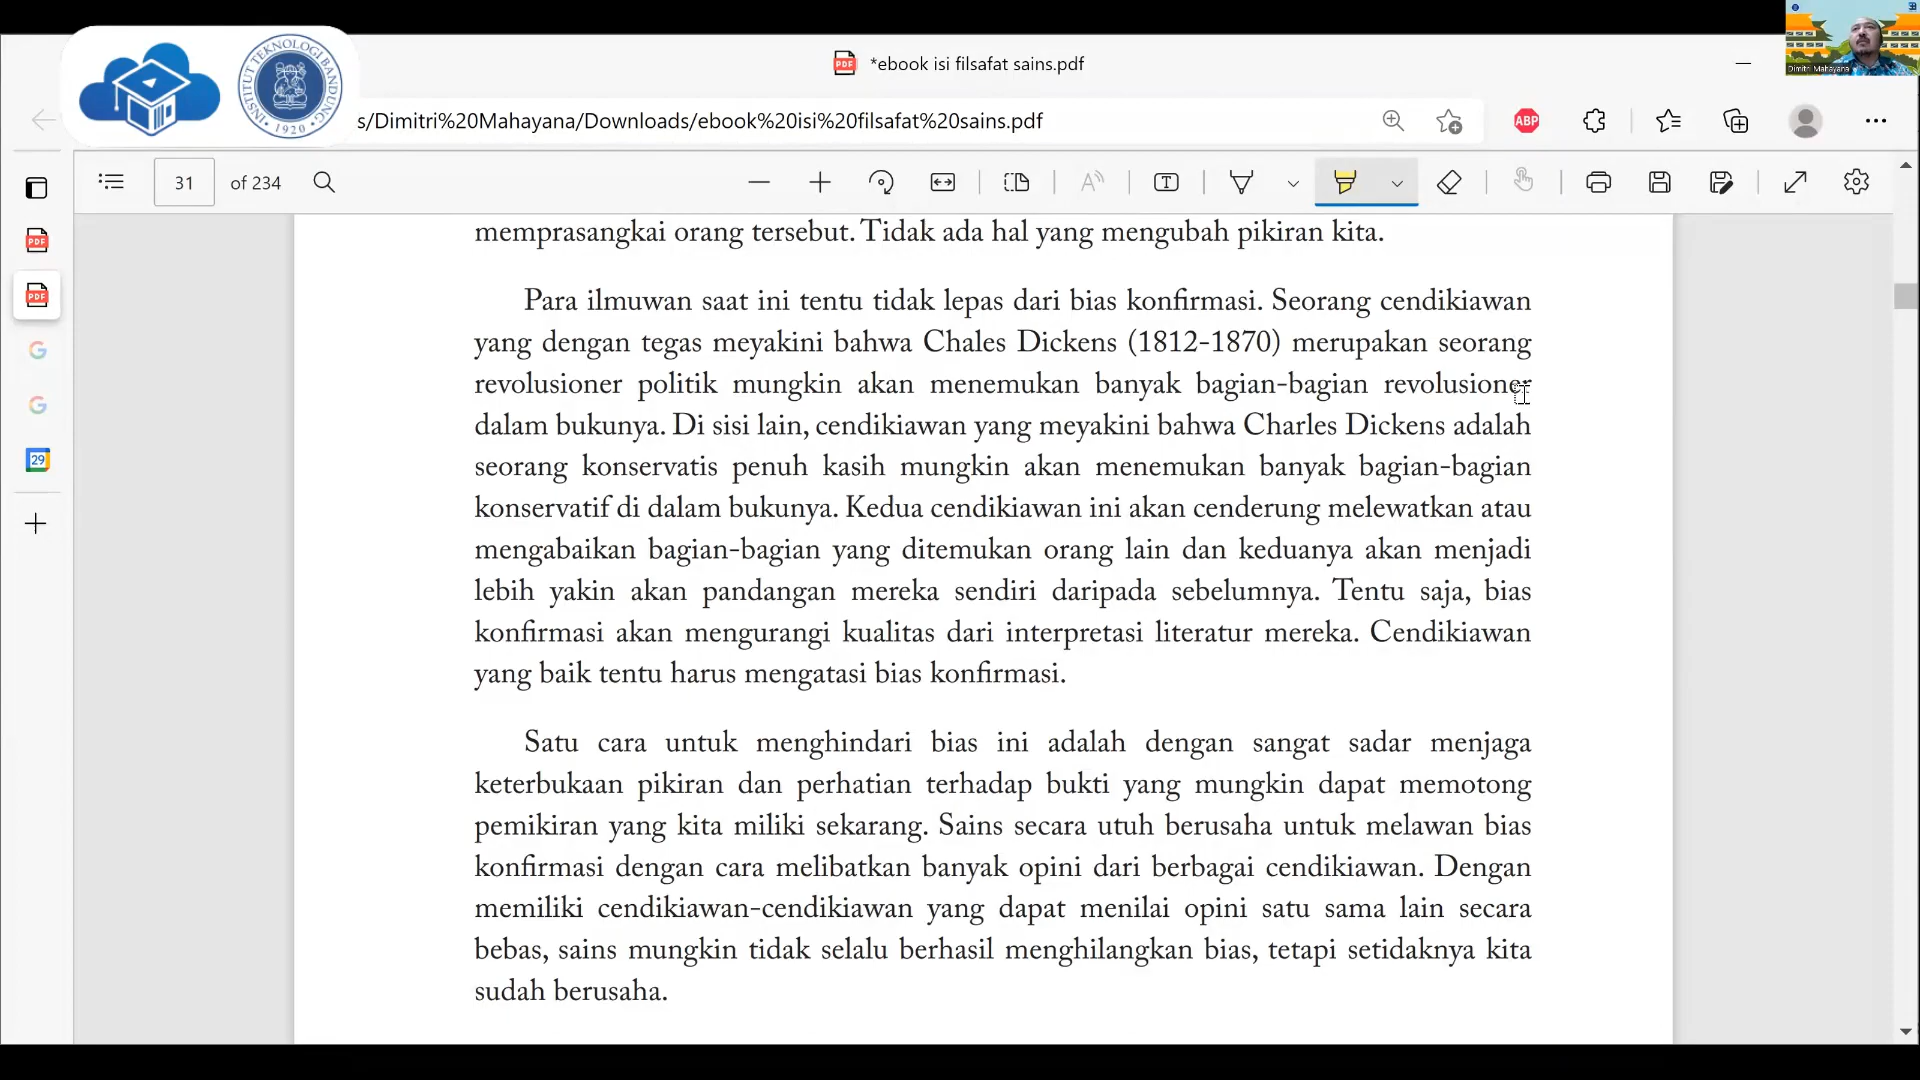 *ebook isi filsafat sains.pdf
Dimitri Mahayana
INSTITUT TEKNOLOGI BANDUNG
1920
s/Dimitri%20Mahayana/Downloads/ebook%20isi%20filsafat%20sains.pdf
ABP
31 of 234
PDF
PDF
29
memprasangkai orang tersebut. Tidak ada hal yang mengubah pikiran kita.
Para ilmuwan saat ini tentu tidak lepas dari bias konfirmasi. Seorang cendikiawan
yang dengan tegas meyakini bahwa Chales Dickens (1812-1870) merupakan seorang
revolusioner politik mungkin akan menemukan banyak bagian-bagian revolusioner
dalam bukunya. Di sisi lain, cendikiawan yang meyakini bahwa Charles Dickens adalah
seorang konservatis penuh kasih mungkin akan menemukan banyak bagian-bagian
konservatif di dalam bukunya. Kedua cendikiawan ini akan cenderung melewatkan atau
mengabaikan bagian-bagian yang ditemukan orang lain dan keduanya akan menjadi
lebih yakin akan pandangan mereka sendiri daripada sebelumnya. Tentu saja, bias
konfirmasi akan mengurangi kualitas dari interpretasi literatur mereka. Cendikiawan
yang baik tentu harus mengatasi bias konfirmasi.
Satu cara untuk menghindari bias ini adalah dengan sangat sadar menjaga
keterbukaan pikiran dan perhatian terhadap bukti yang mungkin dapat memotong
pemikiran yang kita miliki sekarang. Sains secara utuh berusaha untuk melawan bias
konfirmasi dengan cara melibatkan banyak opini dari berbagai cendikiawan. Dengan
memiliki cendikiawan-cendikiawan yang dapat menilai opini satu sama lain secara
bebas, sains mungkin tidak selalu berhasil menghilangkan bias, tetapi setidaknya kita
sudah berusaha.